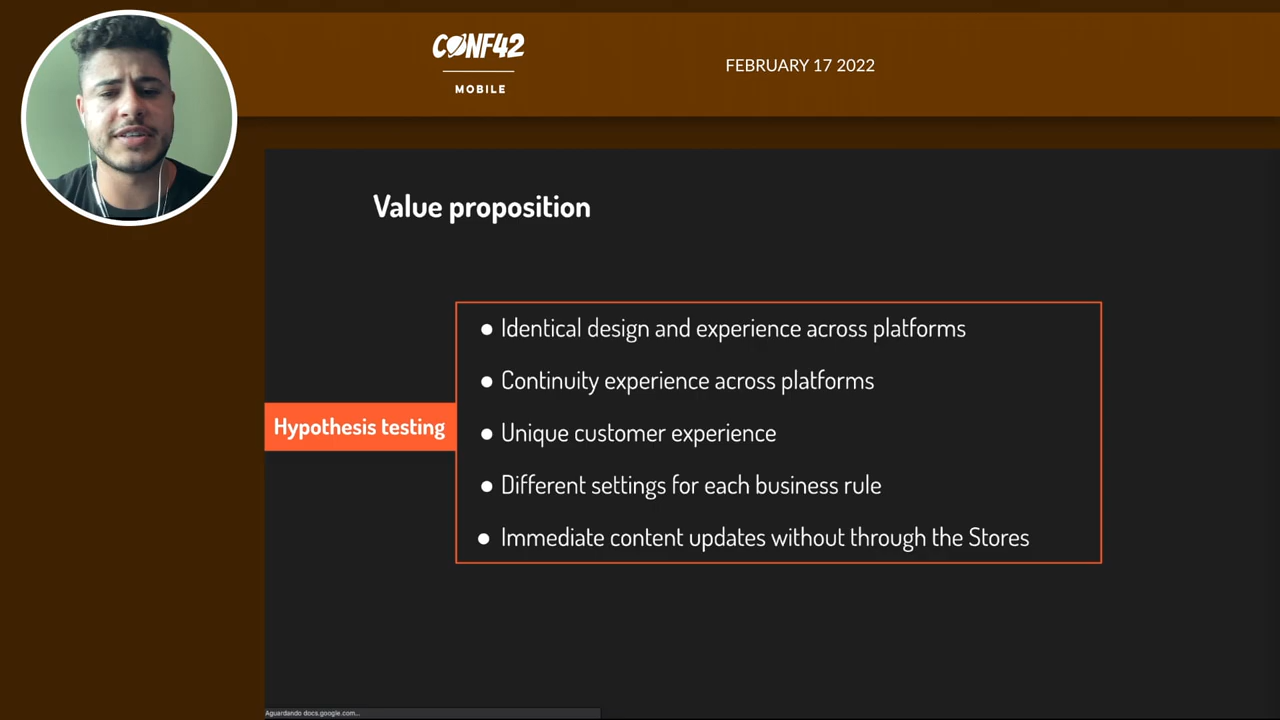 CONF42
MOBILE
FEBRUARY 17 2022
Value proposition
Hypothesis testing
● Identical design and experience across platforms
● Continuity experience across platforms
● Unique customer experience
● Different settings for each business rule
● Immediate content updates without through the Stores
Aguardando docs.google.com...